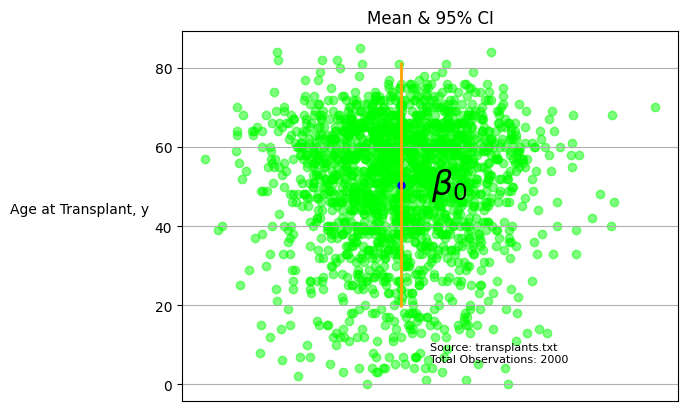 Mean & 95% CI
80
60
Age at Transplant, y
40
20
0
β₀
Source: transplants.txt
Total Observations: 2000